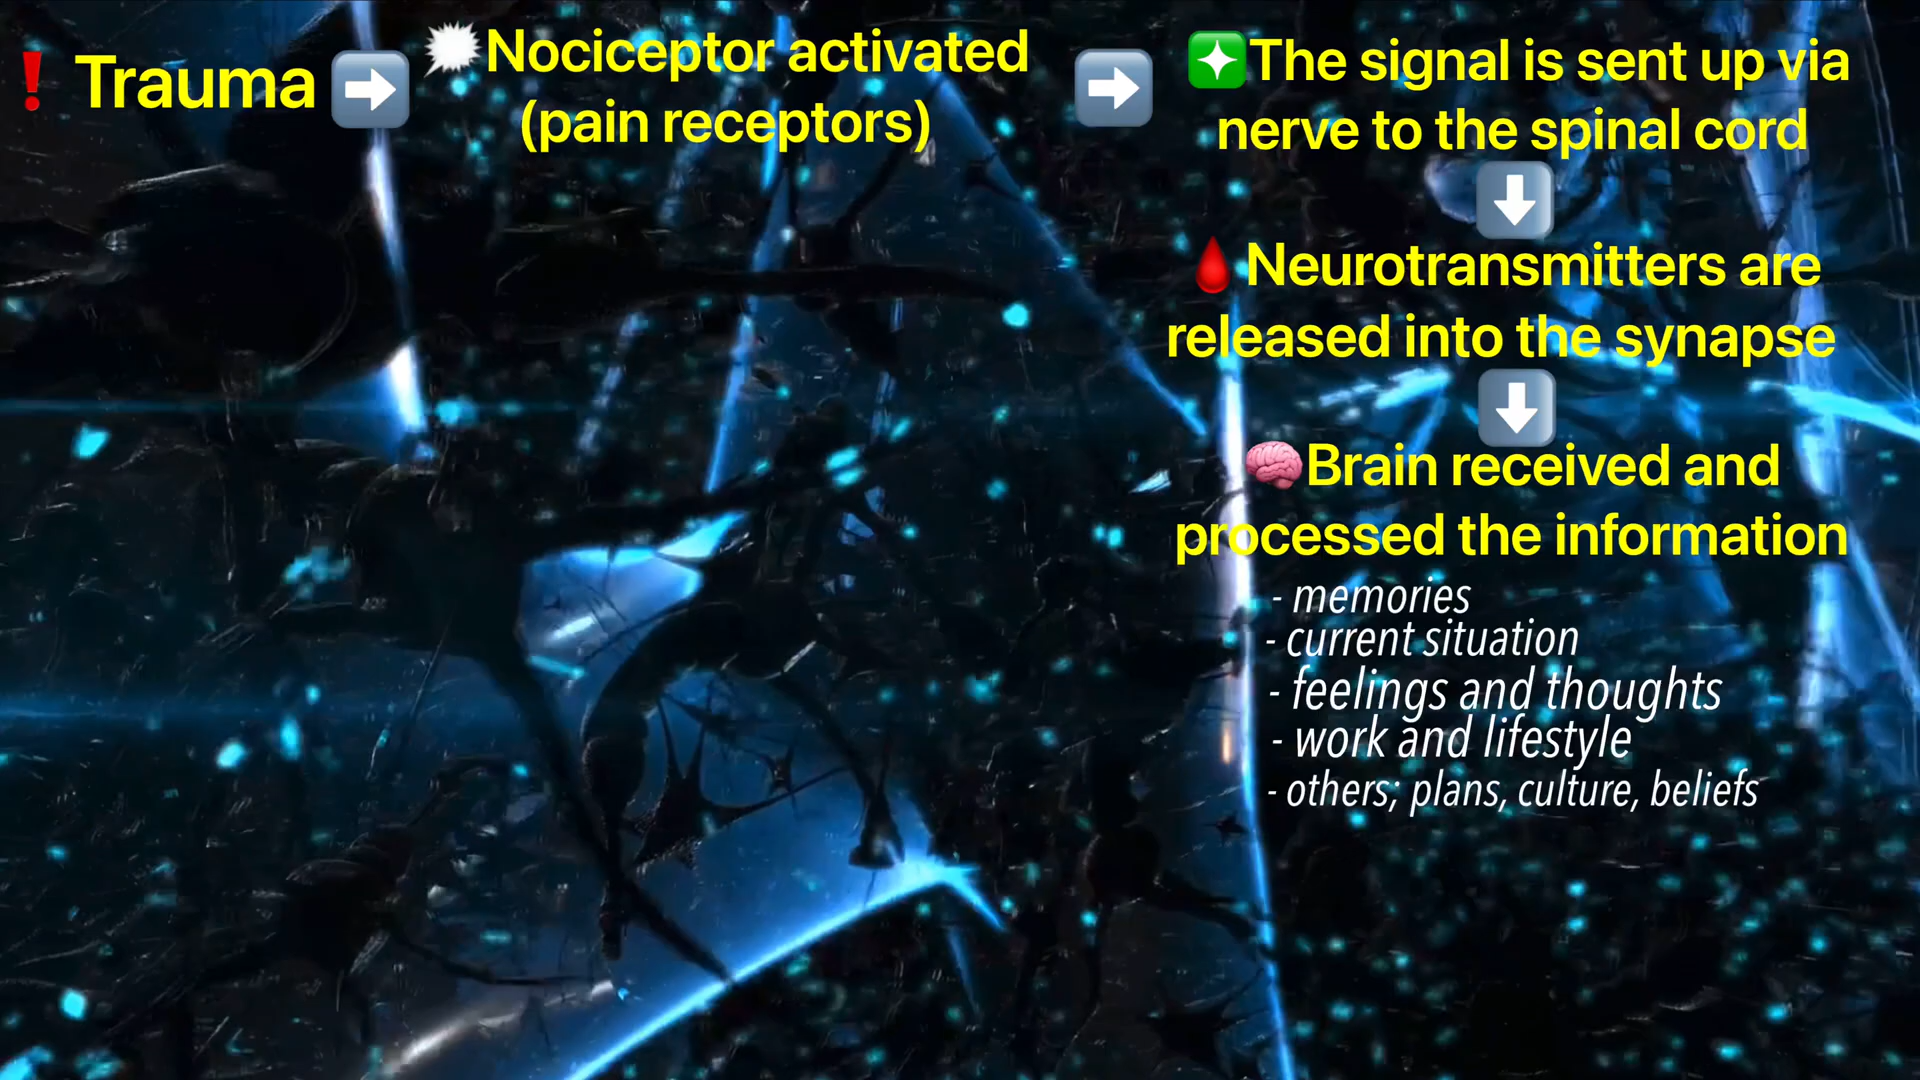 ❗ Trauma ➡️
🗯Nociceptor activated
(pain receptors)
➡️
❇️The signal is sent up via
nerve to the spinal cord
⬇️
🩸Neurotransmitters are
released into the synapse
⬇️
🧠Brain received and
processed the information
- memories
- current situation
- feelings and thoughts
- work and lifestyle
- others; plans, culture, beliefs